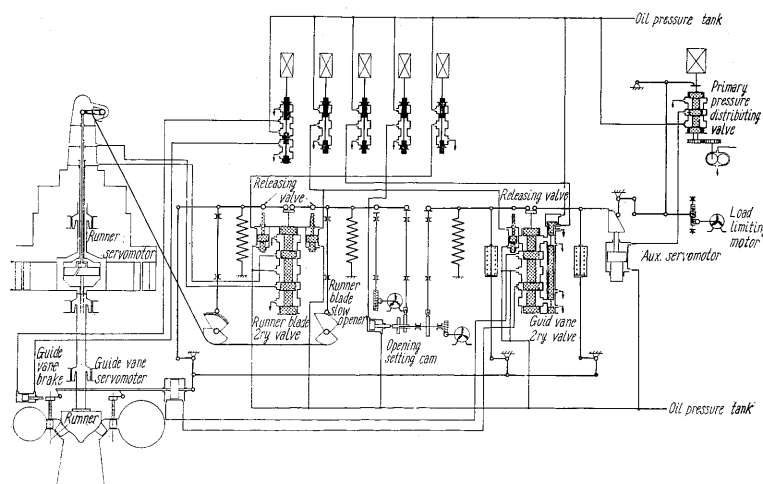 Oil pressure tank
Primary
pressure
distributing
valve
Releasing
valve
Releasing valve
Runner
servomotor
Load
limiting
motor
Aux. servomotor
Runner blade
2ry valve
Runner
blade
slow
opener
Opening
setting cam
Guid vane
2ry valve
Guide
vane
brake
Guide vane
servomoter
Runner
Oil pressure tank